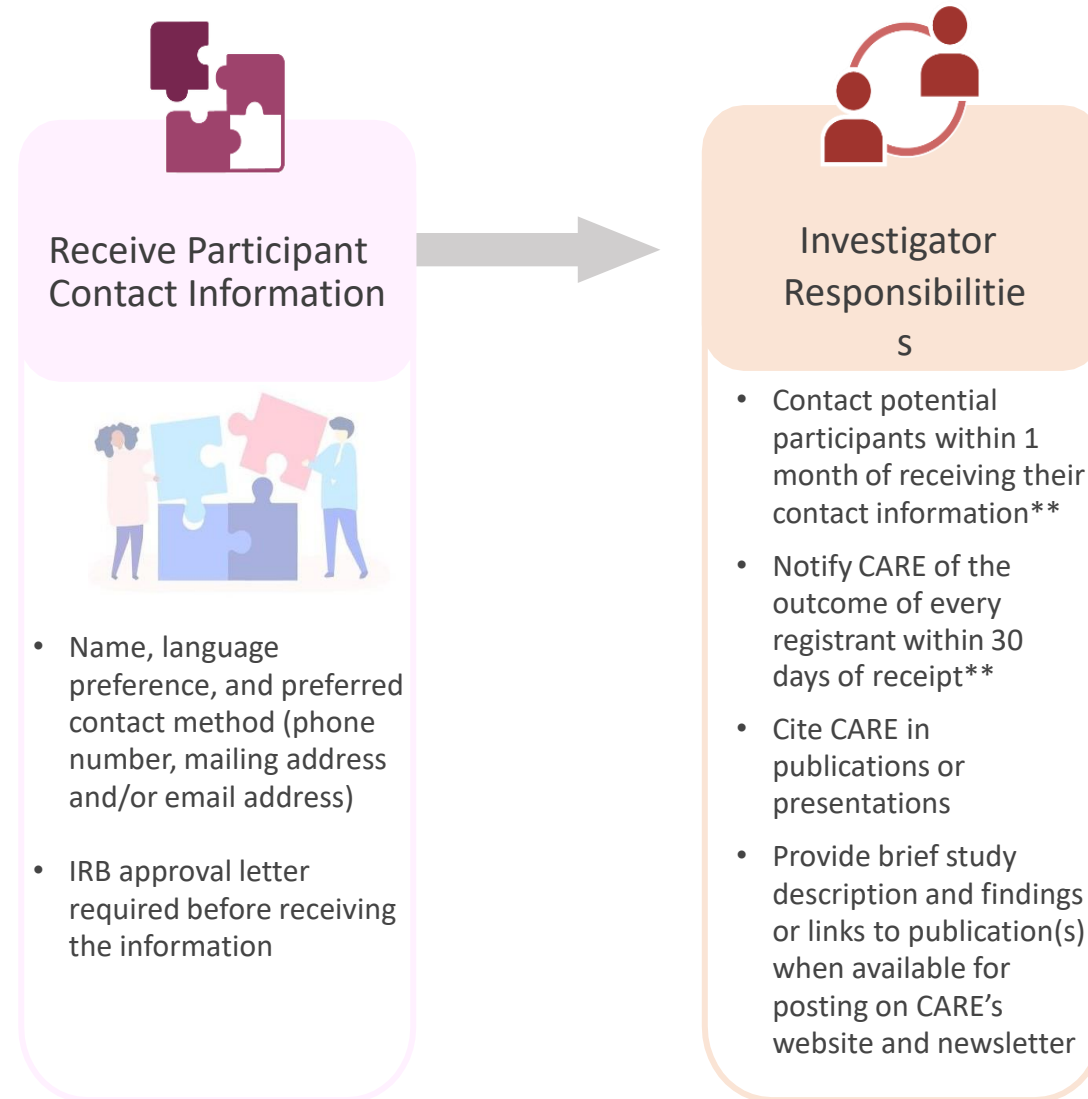 Receive Participant
Contact Information
• Name, language
preference, and preferred
contact method (phone
number, mailing address
and/or email address)
• IRB approval letter
required before receiving
the information
Investigator
Responsibilitie
s
• Contact potential
participants within 1
month of receiving their
contact information**
• Notify CARE of the
outcome of every
registrant within 30
days of receipt**
• Cite CARE in
publications or
presentations
• Provide brief study
description and findings
or links to publication(s)
when available for
posting on CARE’s
website and newsletter